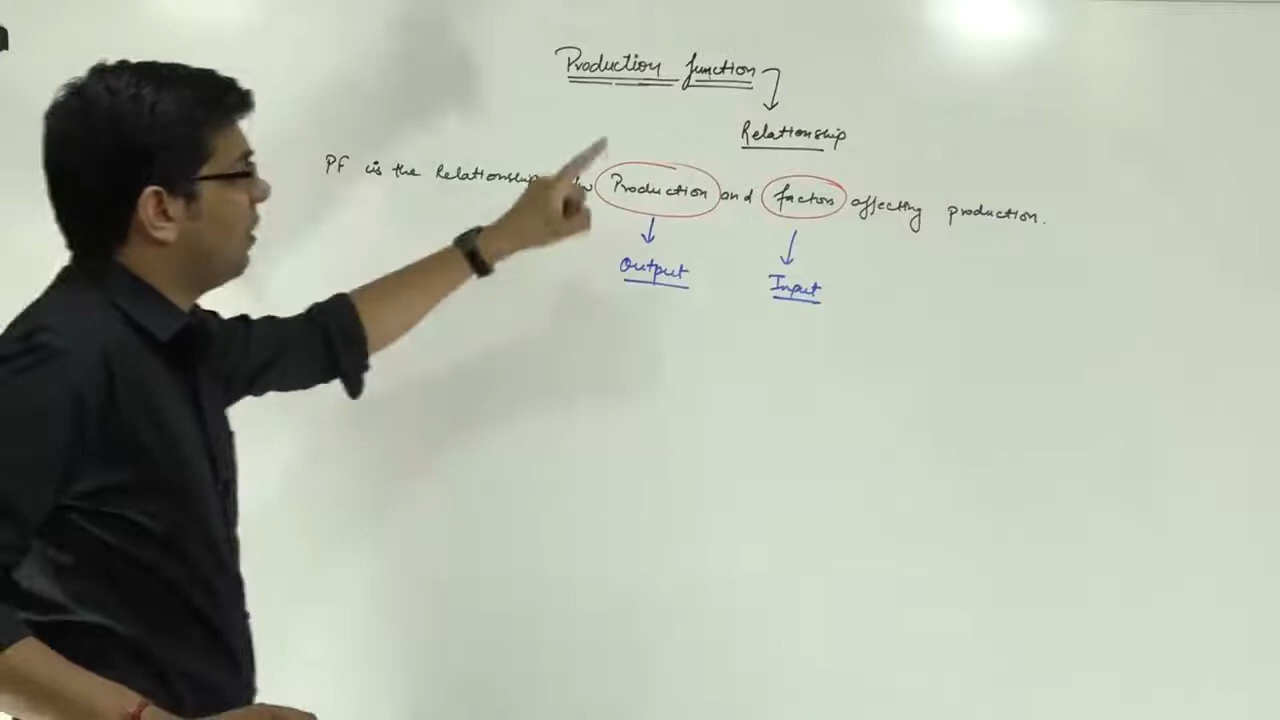 Production function
Relationship
PF is the Relationship Production and factors affecting production.
Output Input